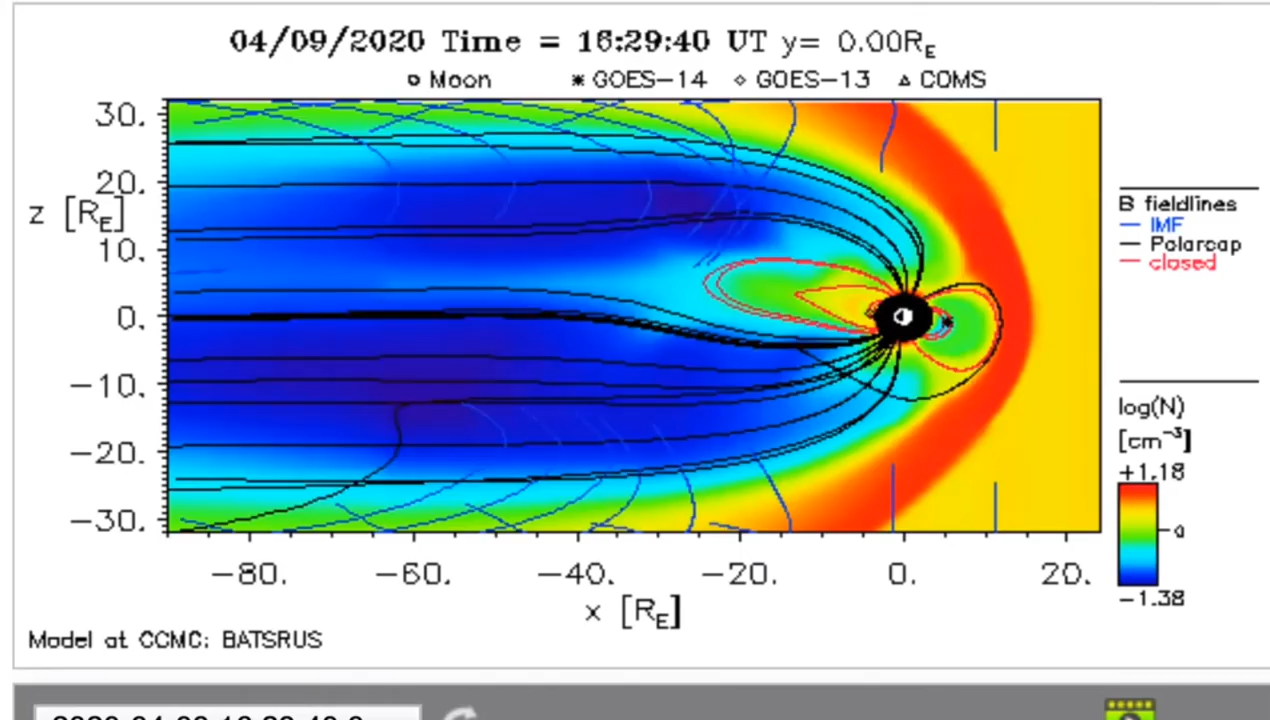 04/09/2020 Time = 16:29:40 UT y= 0.00RE
Moon GOES-14 GOES-13 COMS
30.
20.
z [RE]
10.
0.
-10.
-20.
-30.
-80. -60. -40. -20. 0. 20.
x [RE]
B fieldlines
IMF
Polarcap
closed
log(N)
[cm-3]
+1.18
0
-1.38
Model at CCMC: BATSRUS